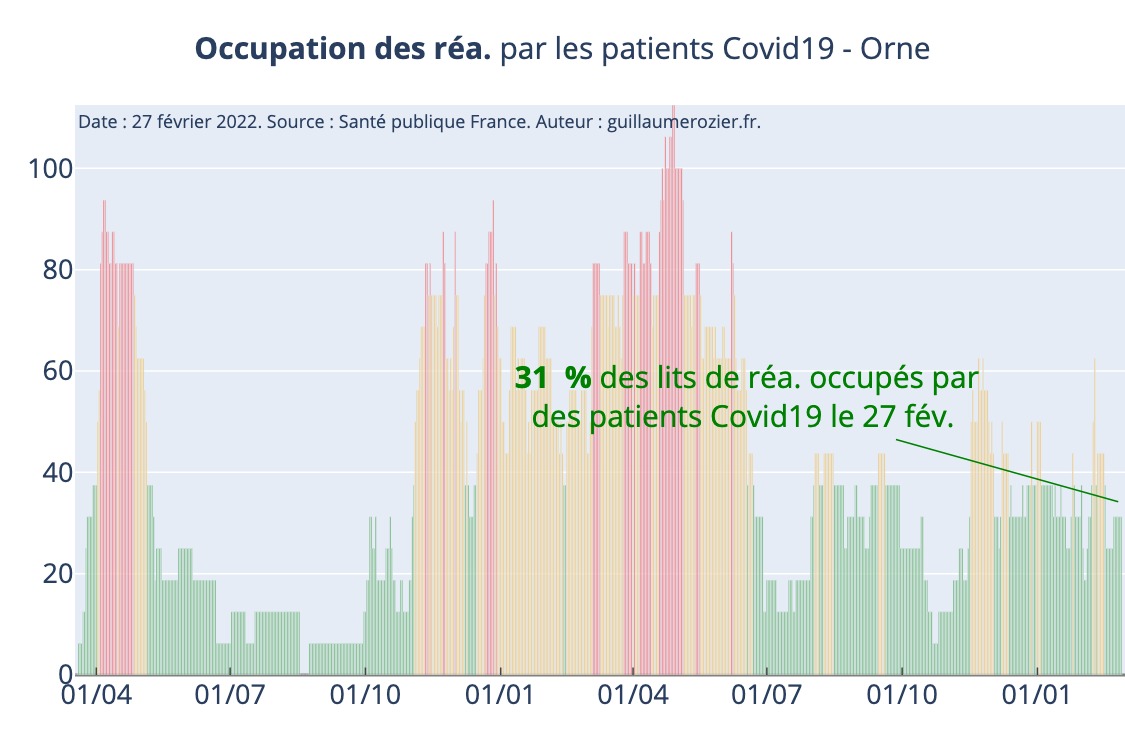 Occupation des réa. par les patients Covid19 - Orne
Date : 27 février 2022. Source : Santé publique France. Auteur : guillaumerozier.fr.
100
80
60
40
20
0
31 % des lits de réa. occupés par
des patients Covid19 le 27 fév.
01/04 01/07 01/10 01/01 01/04 01/07 01/10 01/01